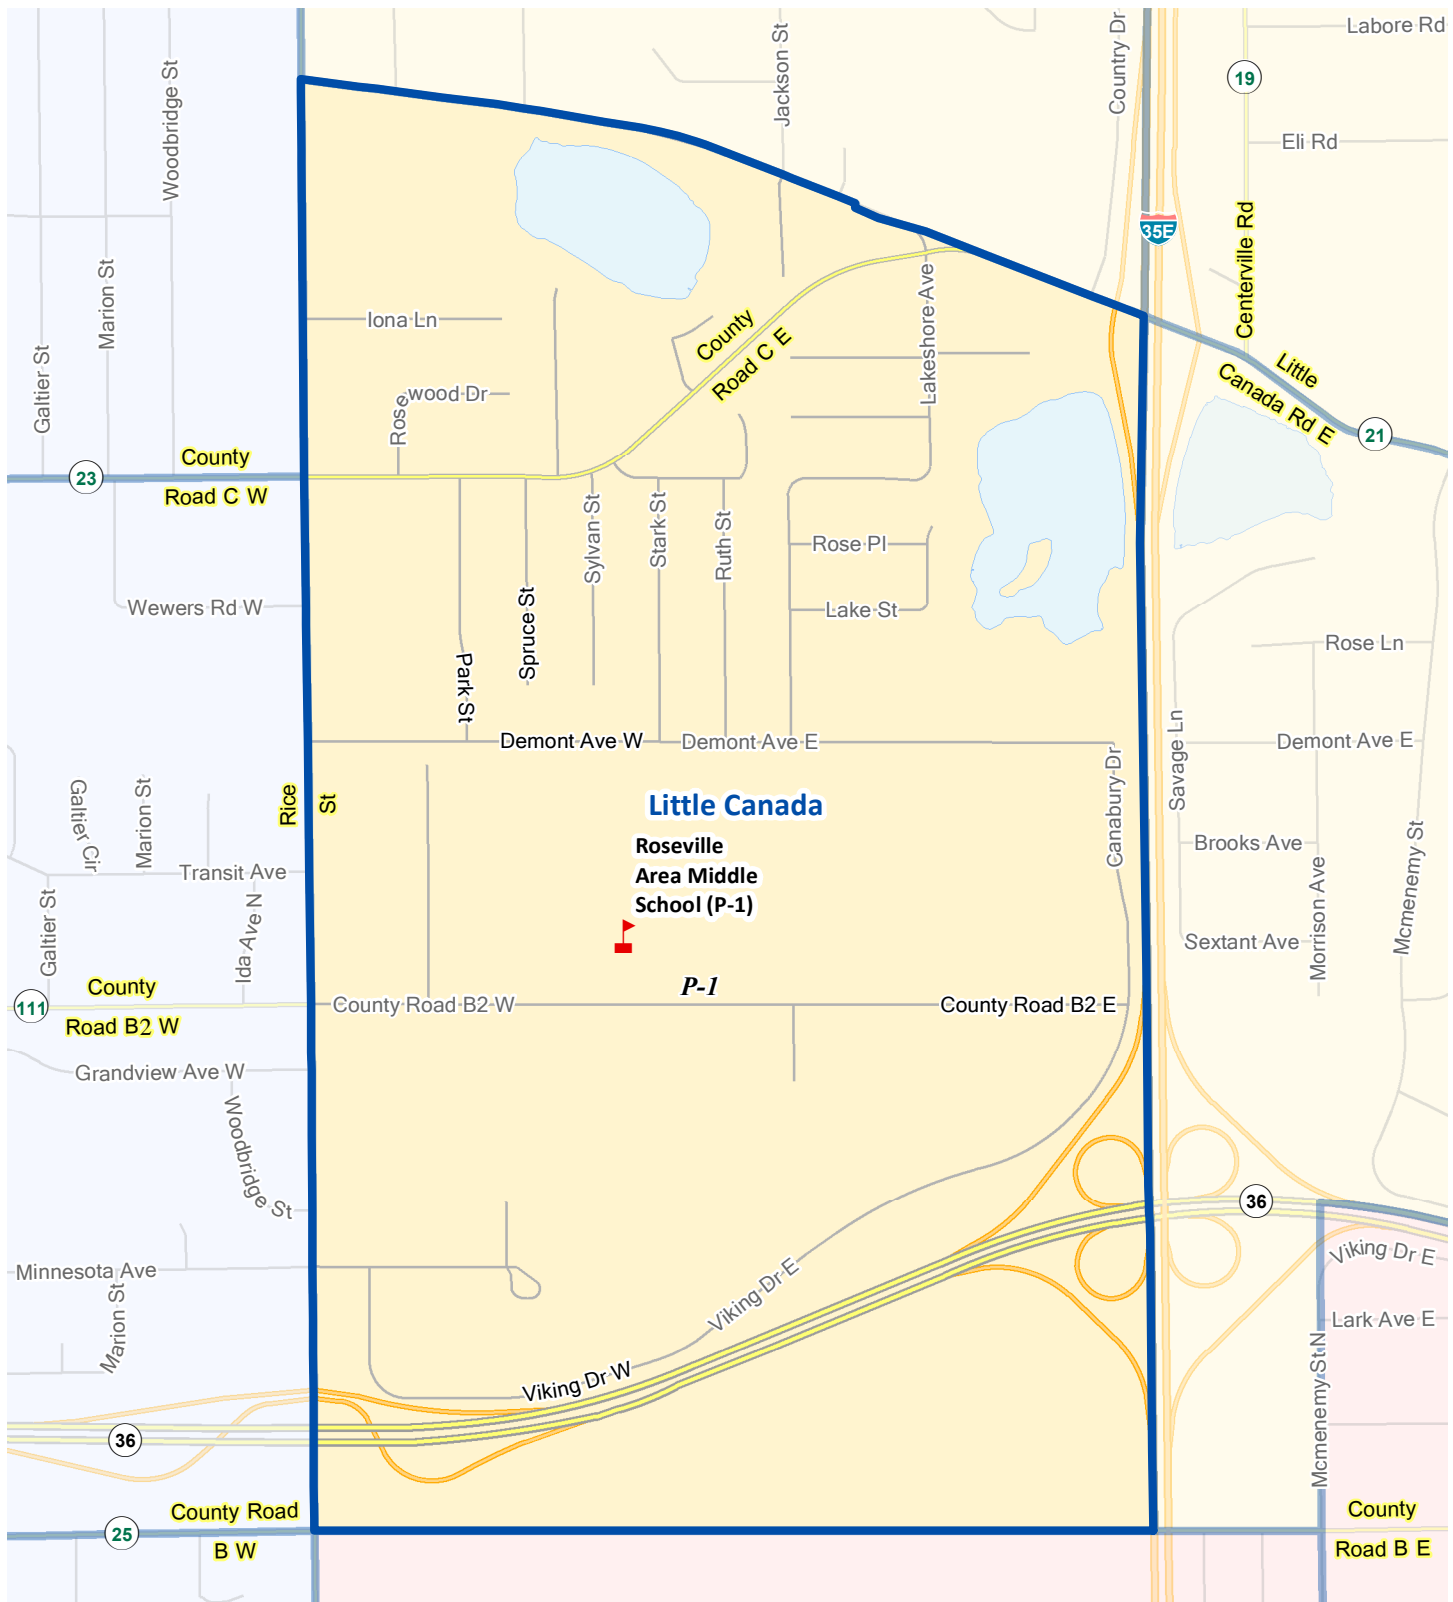 Labore Rd
Country Dr
Jackson St
Woodbridge St
19
Eli Rd
35E
Centerville Rd
Marion St
Galtier St
Iona Ln
County
Road C E
Lakeshore Ave
Little
Canada Rd E
21
Rose
wood Dr
County
23
Road C W
Sylvan St
Stark St
Ruth St
Rose Pl
Spruce St
Wewers Rd W
Lake St
Rose Ln
Park St
Demont Ave W
Demont Ave E
Demont Ave E
Savage Ln
Canabury Dr
Galtier Cir
Marion St
Rice
St
Little Canada
Roseville
Area Middle
School (P-1)
Brooks Ave
Mcmenemy St
Transit Ave
Morrison Ave
Galtier St
Ida Ave N
Sextant Ave
P-1
County
111
Road B2 W
County Road B2 W
County Road B2 E
Grandview Ave W
Woodbridge St
36
Viking Dr E
Minnesota Ave
Viking Dr E
Marion St
Lark Ave E
Mcmenemy St N
Viking Dr W
36
County Road
25
B W
County
Road B E